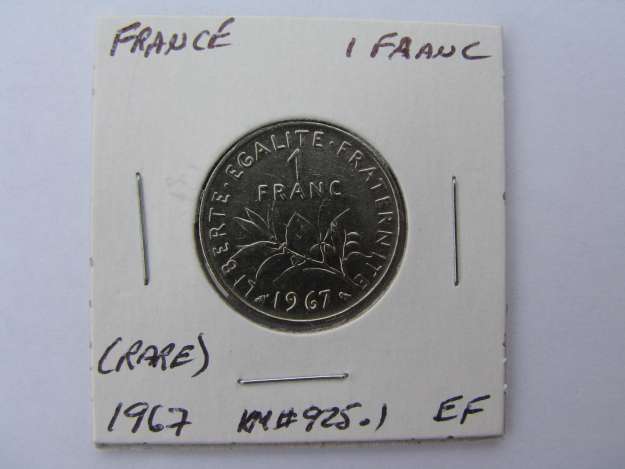 FRANCE 1 FRANC
LIBERTE · EGALITE · FRATERNITE
1
FRANC
1967
(RARE)
1967 KM#925.1 EF